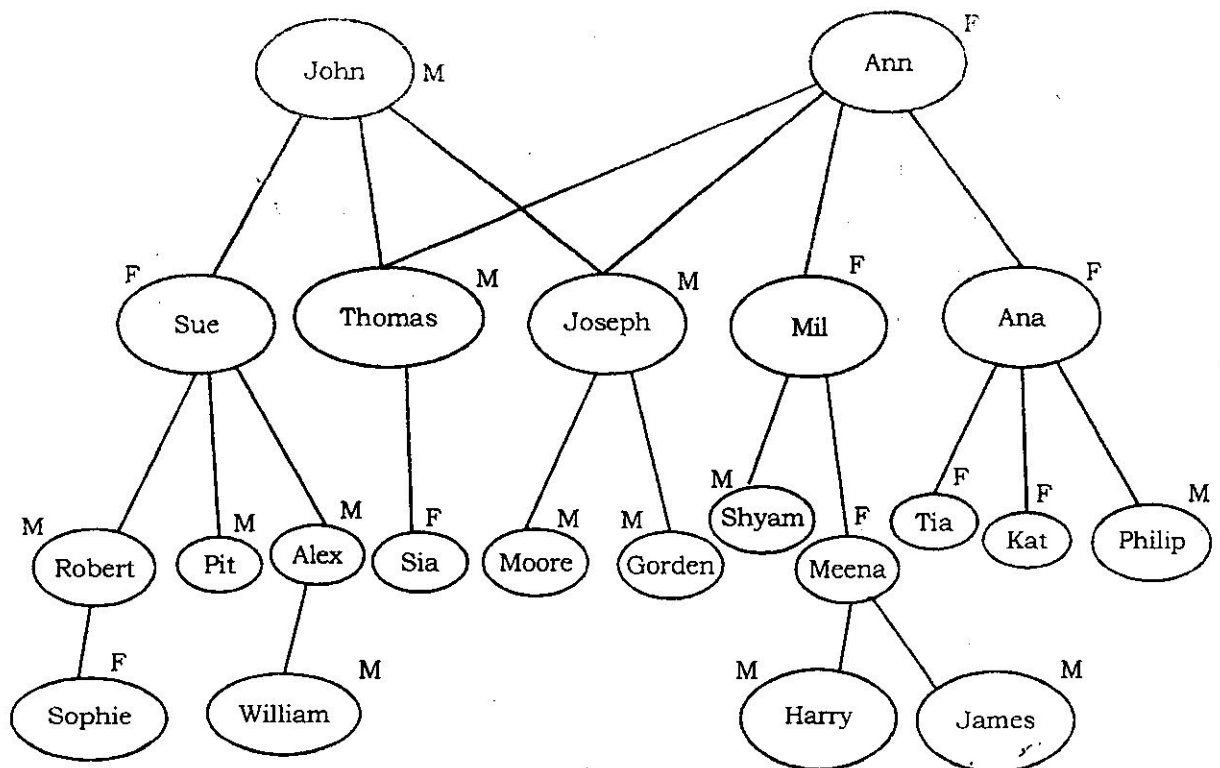 John M
Ann F
F Sue
Thomas M
Joseph M
Mil F
Ana F
M Robert
Pit M
Alex M
Sia F
Moore M
M Gorden
M Shyam
Meena F
Tia F
Kat F
Philip M
Sophie F
William M
M Harry
James M